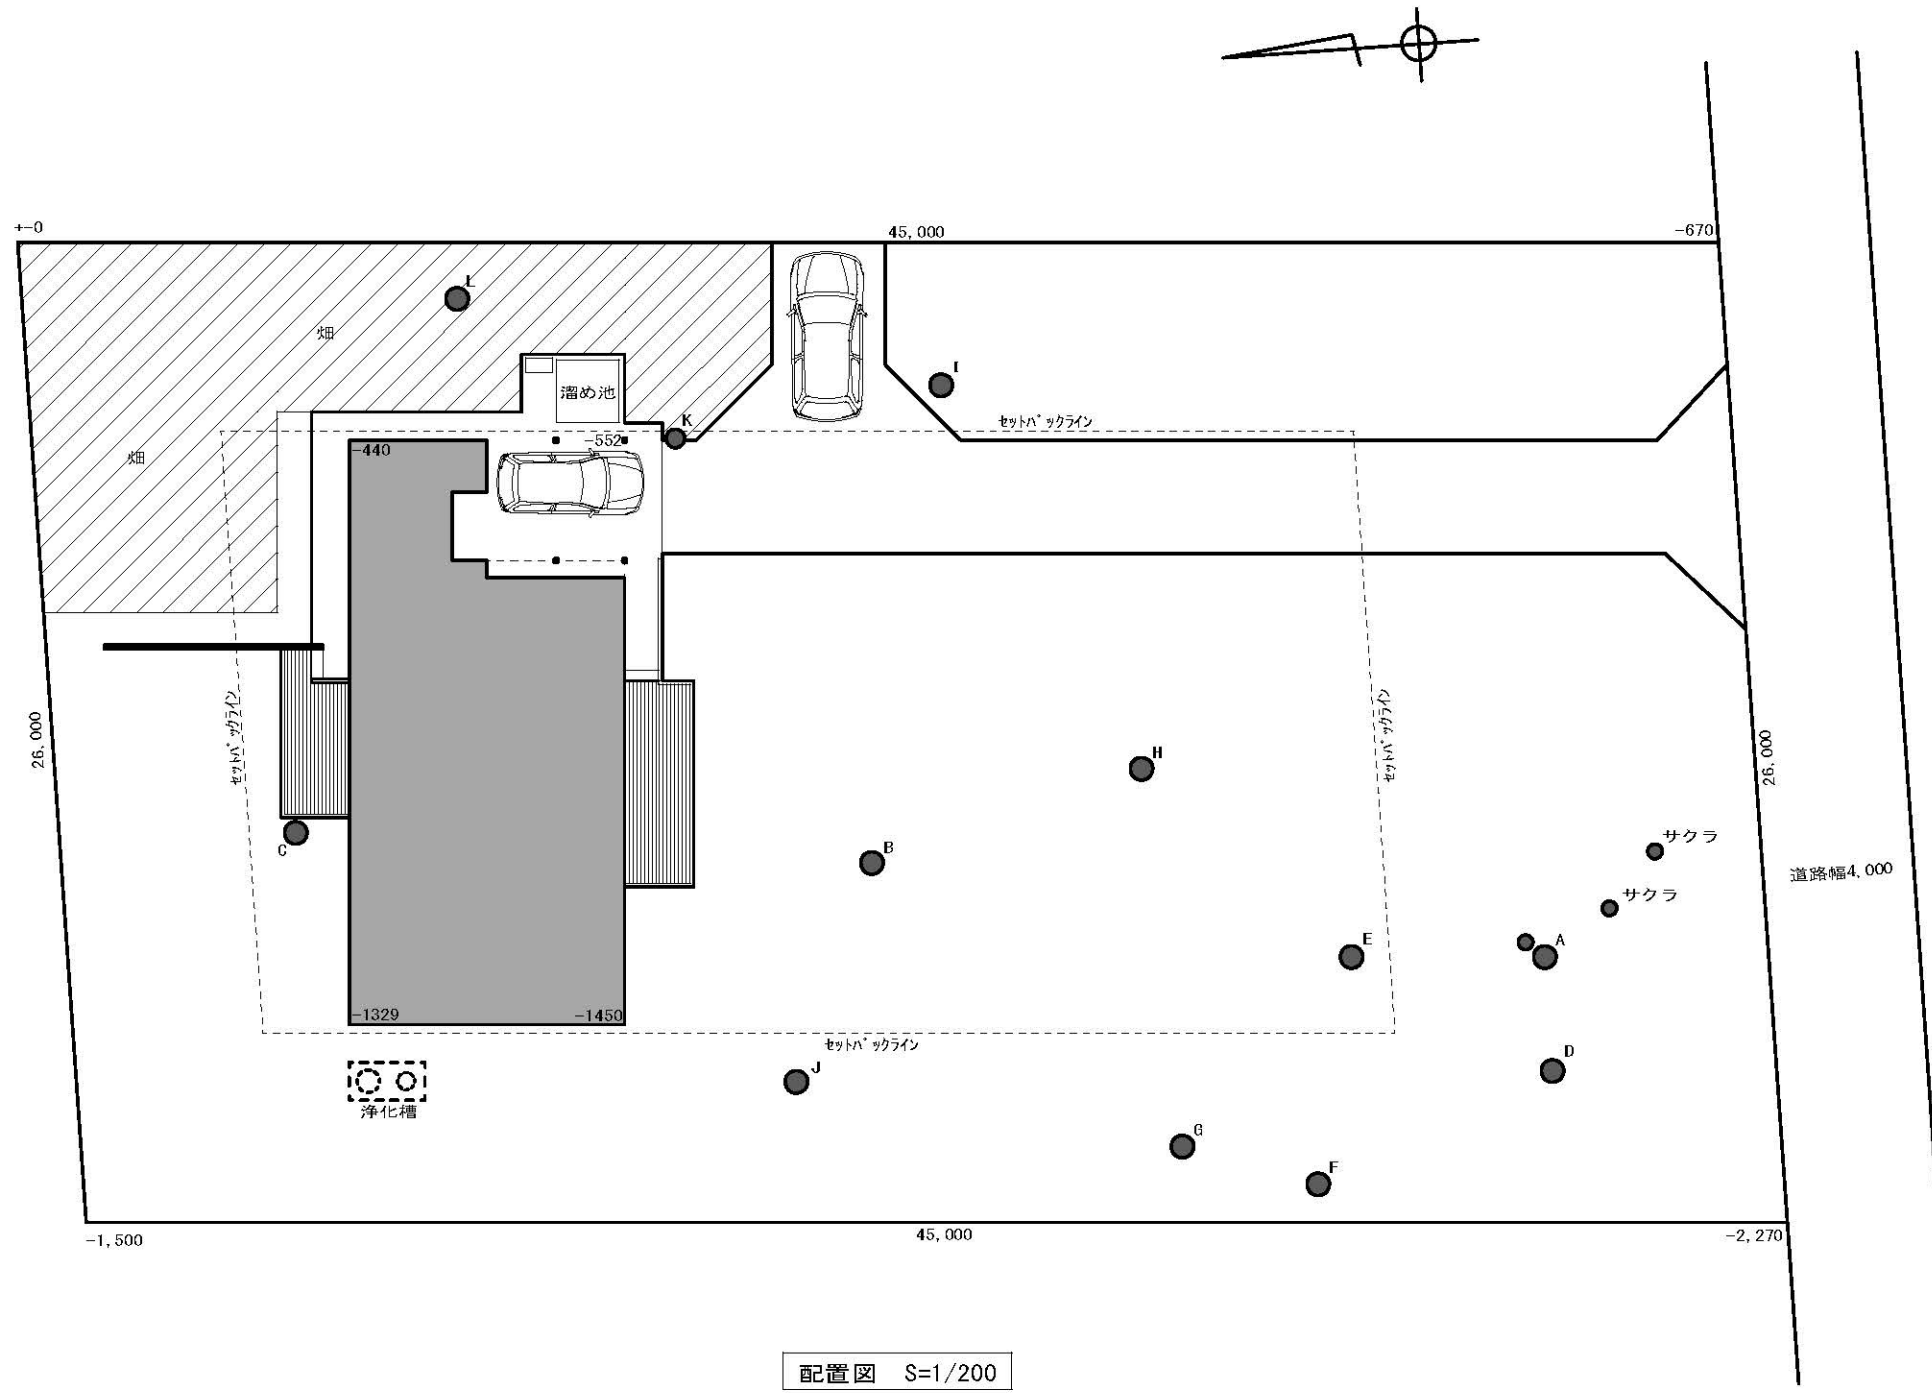 +-0
45,000
-670
L
畑
I
溜め池
セットバックライン
K
-552
-440
畑
セットバックライン
セットバックライン
26,000
26,000
H
サクラ
C
B
道路幅4,000
サクラ
E
A
-1329
-1450
セットバックライン
J
D
浄化槽
G
F
-1,500
45,000
-2,270
配置図 S=1/200